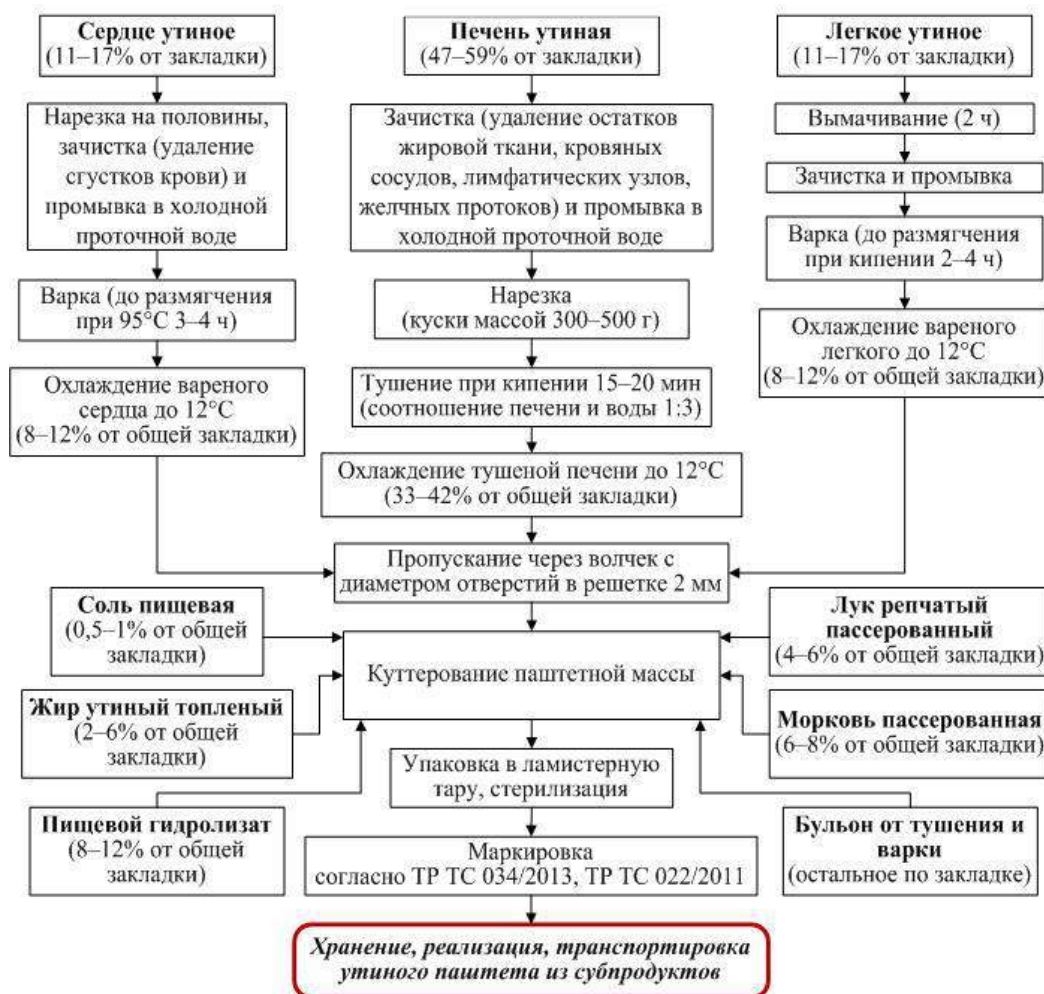 Сердце утиное
(11–17% от закладки)
Нарезка на половины,
зачистка (удаление
сгустков крови) и
промывка в холодной
проточной воде
Варка (до размягчения
при 95°С 3–4 ч)
Охлаждение вареного
сердца до 12°С
(8–12% от общей закладки)
Печень утиная
(47–59% от закладки)
Зачистка (удаление остатков
жировой ткани, кровяных
сосудов, лимфатических узлов,
желчных протоков) и промывка в
холодной проточной воде
Нарезка
(куски массой 300–500 г)
Тушение при кипении 15–20 мин
(соотношение печени и воды 1:3)
Охлаждение тушеной печени до 12°С
(33–42% от общей закладки)
Легкое утиное
(11–17% от закладки)
Вымачивание (2 ч)
Зачистка и промывка
Варка (до размягчения
при кипении 2–4 ч)
Охлаждение вареного
легкого до 12°С
(8–12% от общей закладки)
Пропускание через волчек с
диаметром отверстий в решетке 2 мм
Соль пищевая
(0,5–1% от общей
закладки)
Жир утиный топленый
(2–6% от общей
закладки)
Пищевой гидролизат
(8–12% от общей
закладки)
Куттерование паштетной массы
Лук репчатый
пассерованный
(4–6% от общей закладки)
Морковь пассерованная
(6–8% от общей закладки)
Бульон от тушения и
варки
(остальное по закладке)
Упаковка в ламистерную
тару, стерилизация
Маркировка
согласно ТР ТС 034/2013, ТР ТС 022/2011
Хранение, реализация, транспортировка
утиного паштета из субпродуктов